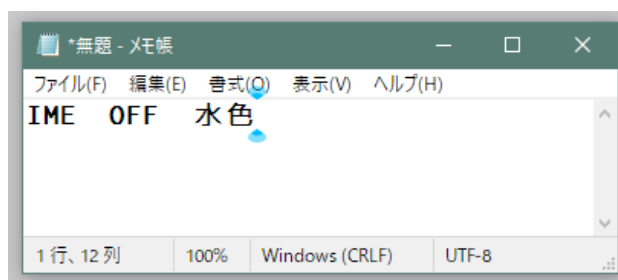 *無題 - メモ帳
ファイル(F) 編集(E) 書式(O) 表示(V) ヘルプ(H)
IME OFF 水色
1 行、12 列 100% Windows (CRLF) UTF-8